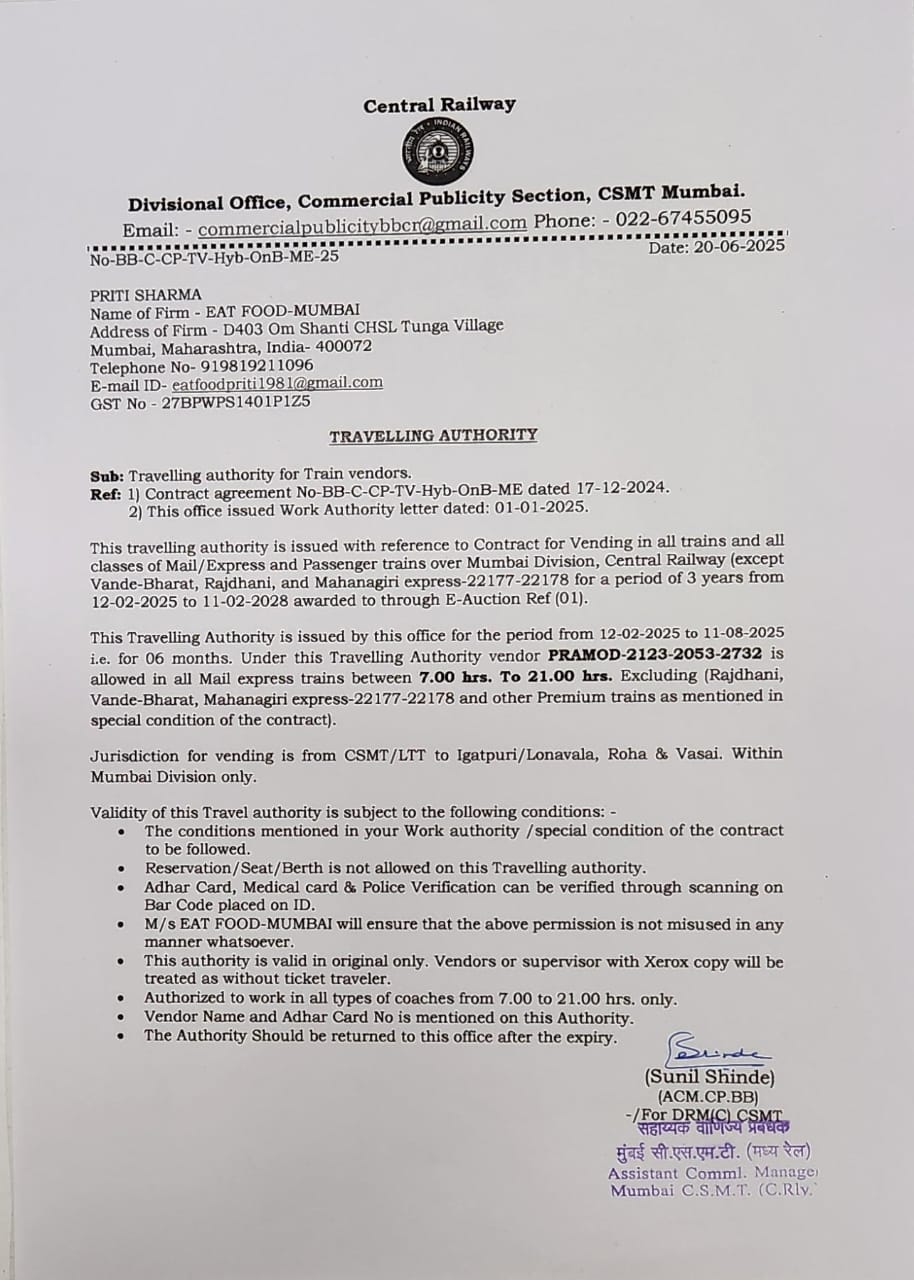 Central Railway
भारतीय रेल • INDIAN RAILWAYS
Divisional Office, Commercial Publicity Section, CSMT Mumbai.
Email: - commercialpublicitybbcr@gmail.com Phone: - 022-67455095
No-BB-C-CP-TV-Hyb-OnB-ME-25 Date: 20-06-2025
PRITI SHARMA
Name of Firm - EAT FOOD-MUMBAI
Address of Firm - D403 Om Shanti CHSL Tunga Village
Mumbai, Maharashtra, India- 400072
Telephone No- 919819211096
E-mail ID- eatfoodpriti1981@gmail.com
GST No - 27BPWPS1401P1Z5
TRAVELLING AUTHORITY
Sub: Travelling authority for Train vendors.
Ref: 1) Contract agreement No-BB-C-CP-TV-Hyb-OnB-ME dated 17-12-2024.
2) This office issued Work Authority letter dated: 01-01-2025.
This travelling authority is issued with reference to Contract for Vending in all trains and all
classes of Mail/Express and Passenger trains over Mumbai Division, Central Railway (except
Vande-Bharat, Rajdhani, and Mahanagiri express-22177-22178 for a period of 3 years from
12-02-2025 to 11-02-2028 awarded to through E-Auction Ref (01).
This Travelling Authority is issued by this office for the period from 12-02-2025 to 11-08-2025
i.e. for 06 months. Under this Travelling Authority vendor PRAMOD-2123-2053-2732 is
allowed in all Mail express trains between 7.00 hrs. To 21.00 hrs. Excluding (Rajdhani,
Vande-Bharat, Mahanagiri express-22177-22178 and other Premium trains as mentioned in
special condition of the contract).
Jurisdiction for vending is from CSMT/LTT to Igatpuri/Lonavala, Roha & Vasai. Within
Mumbai Division only.
Validity of this Travel authority is subject to the following conditions: -
• The conditions mentioned in your Work authority /special condition of the contract
to be followed.
• Reservation/Seat/Berth is not allowed on this Travelling authority.
• Adhar Card, Medical card & Police Verification can be verified through scanning on
Bar Code placed on ID.
• M/s EAT FOOD-MUMBAI will ensure that the above permission is not misused in any
manner whatsoever.
• This authority is valid in original only. Vendors or supervisor with Xerox copy will be
treated as without ticket traveler.
• Authorized to work in all types of coaches from 7.00 to 21.00 hrs. only.
• Vendor Name and Adhar Card No is mentioned on this Authority.
• The Authority Should be returned to this office after the expiry.
Shinde
(Sunil Shinde)
(ACM.CP.BB)
-/For DRM(C) CSMT
सहाय्यक वाणिज्य प्रबंधक
मुंबई सी.एस.एम.टी. (मध्य रेल)
Assistant Comml. Manage
Mumbai C.S.M.T. (C.Rly.